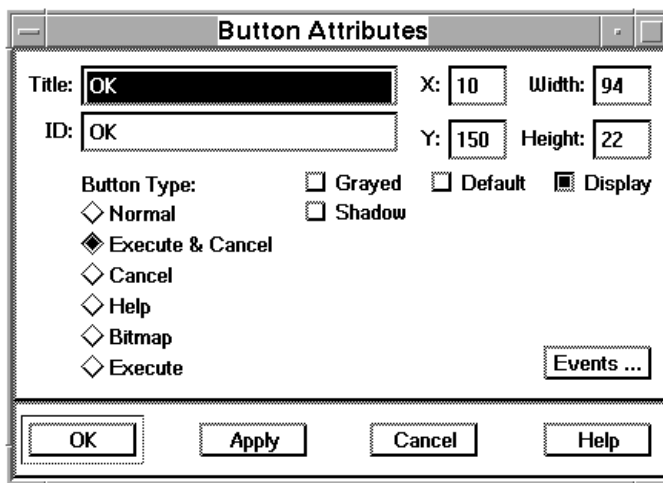 Button Attributes
Title: OK X: 10 Width: 94
ID: OK Y: 150 Height: 22
Button Type: Grayed Default Display
Normal Shadow
Execute & Cancel
Cancel
Help
Bitmap
Execute Events ...
OK Apply Cancel Help